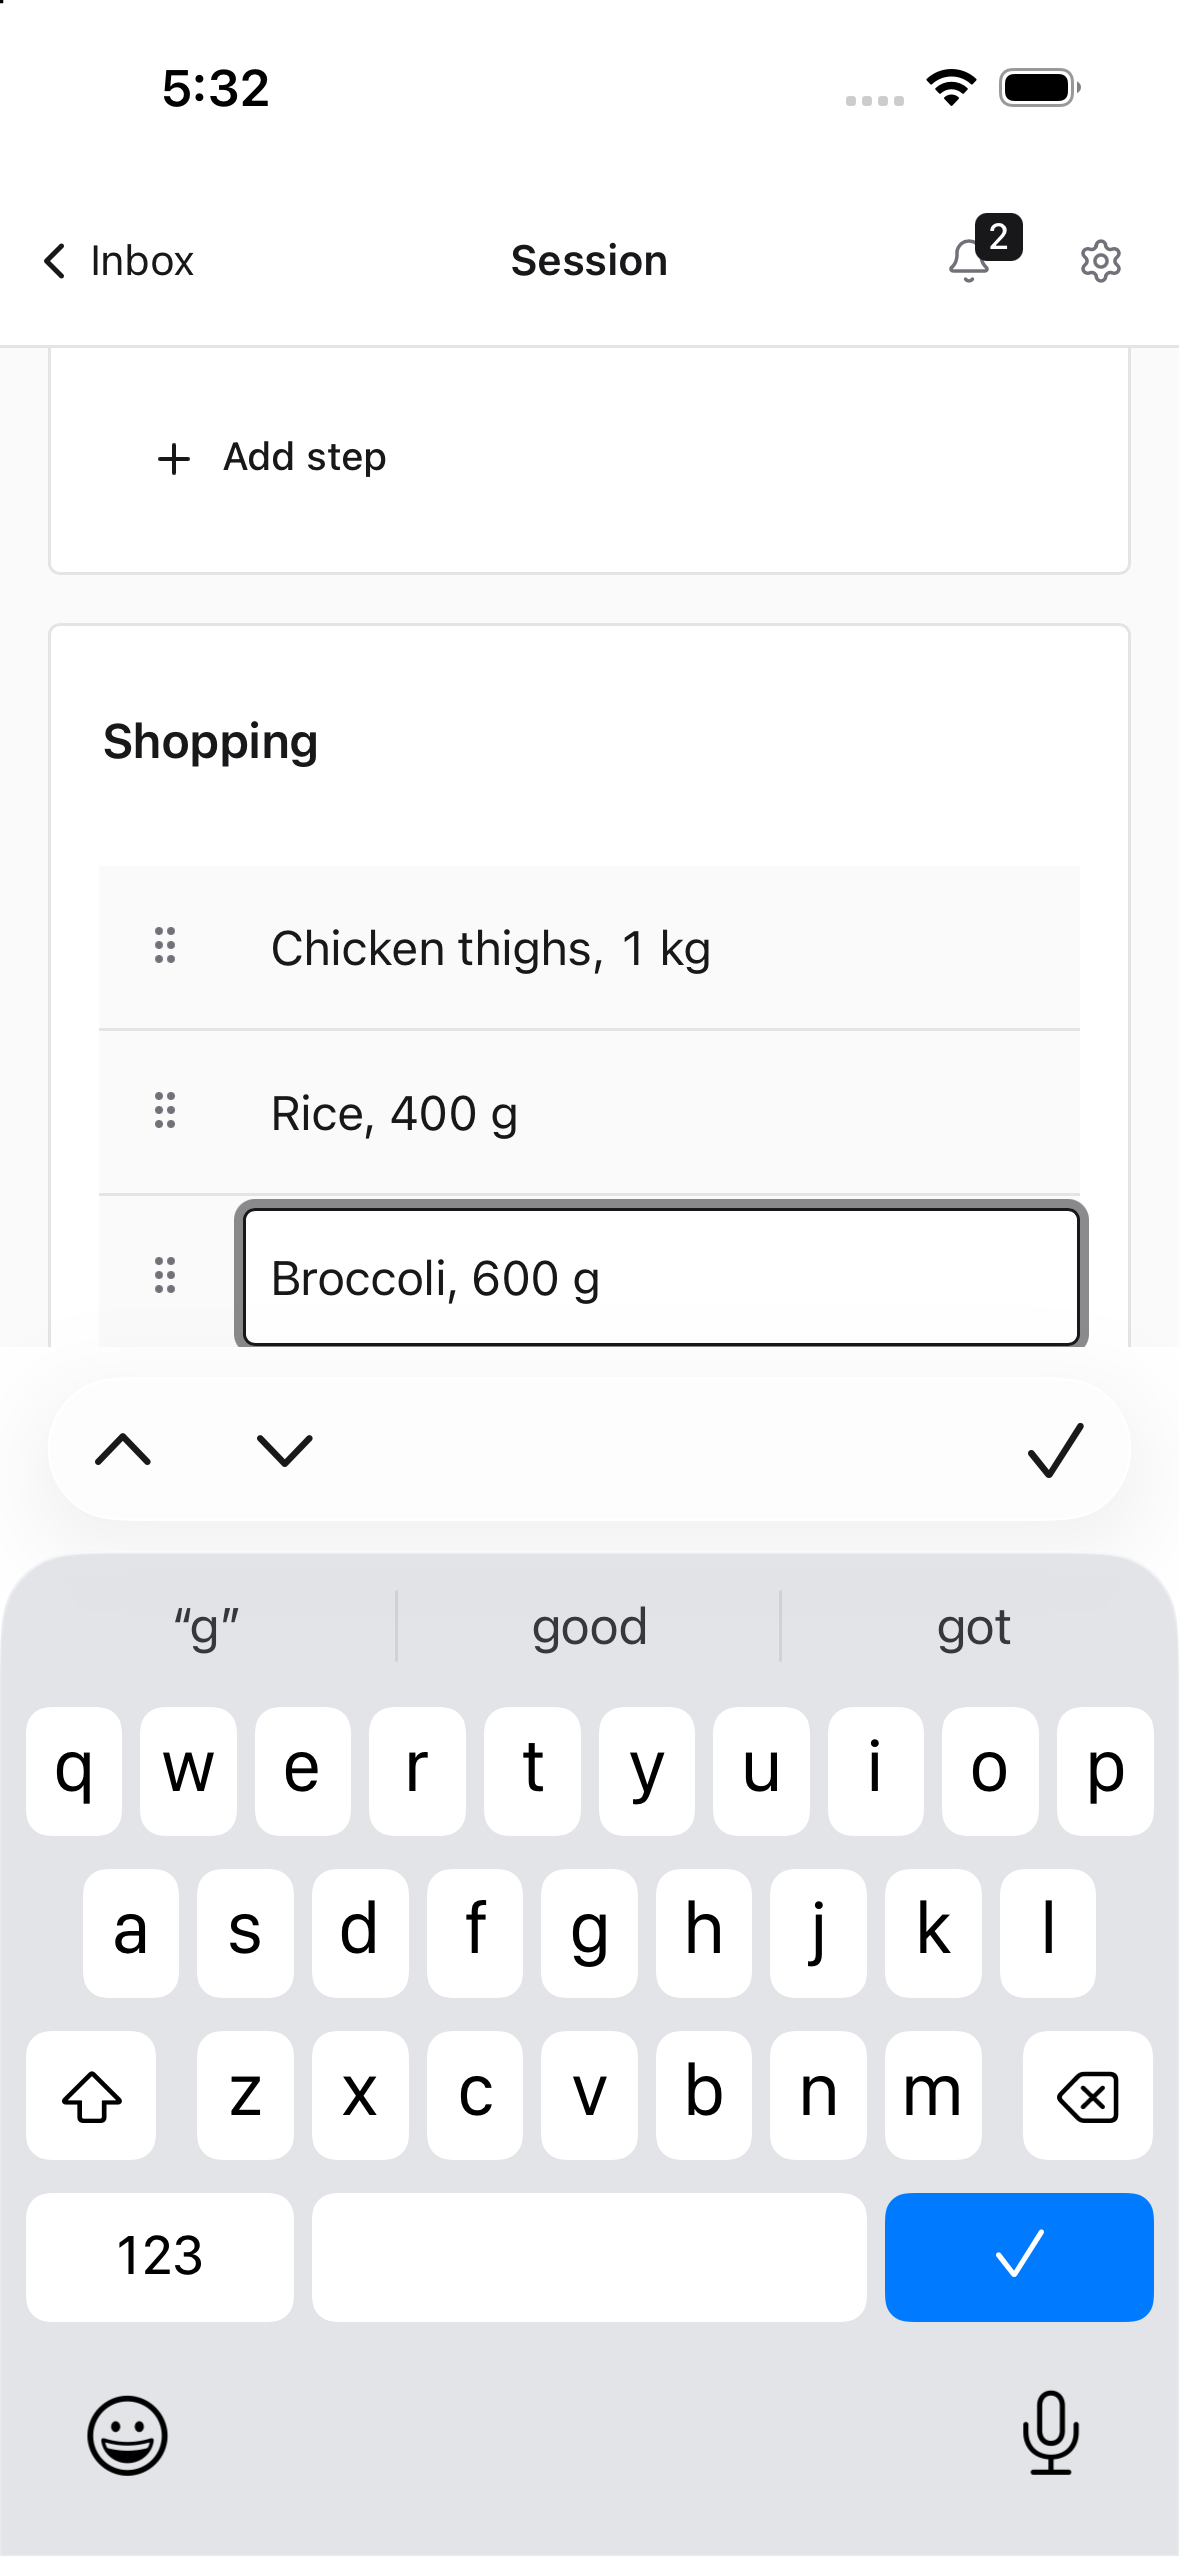 5:32
Inbox
Session
2
Add step
Shopping
Chicken thighs, 1 kg
Rice, 400 g
Broccoli, 600 g
“g” good got
q w e r t y u i o p
a s d f g h j k l
z x c v b n m
123